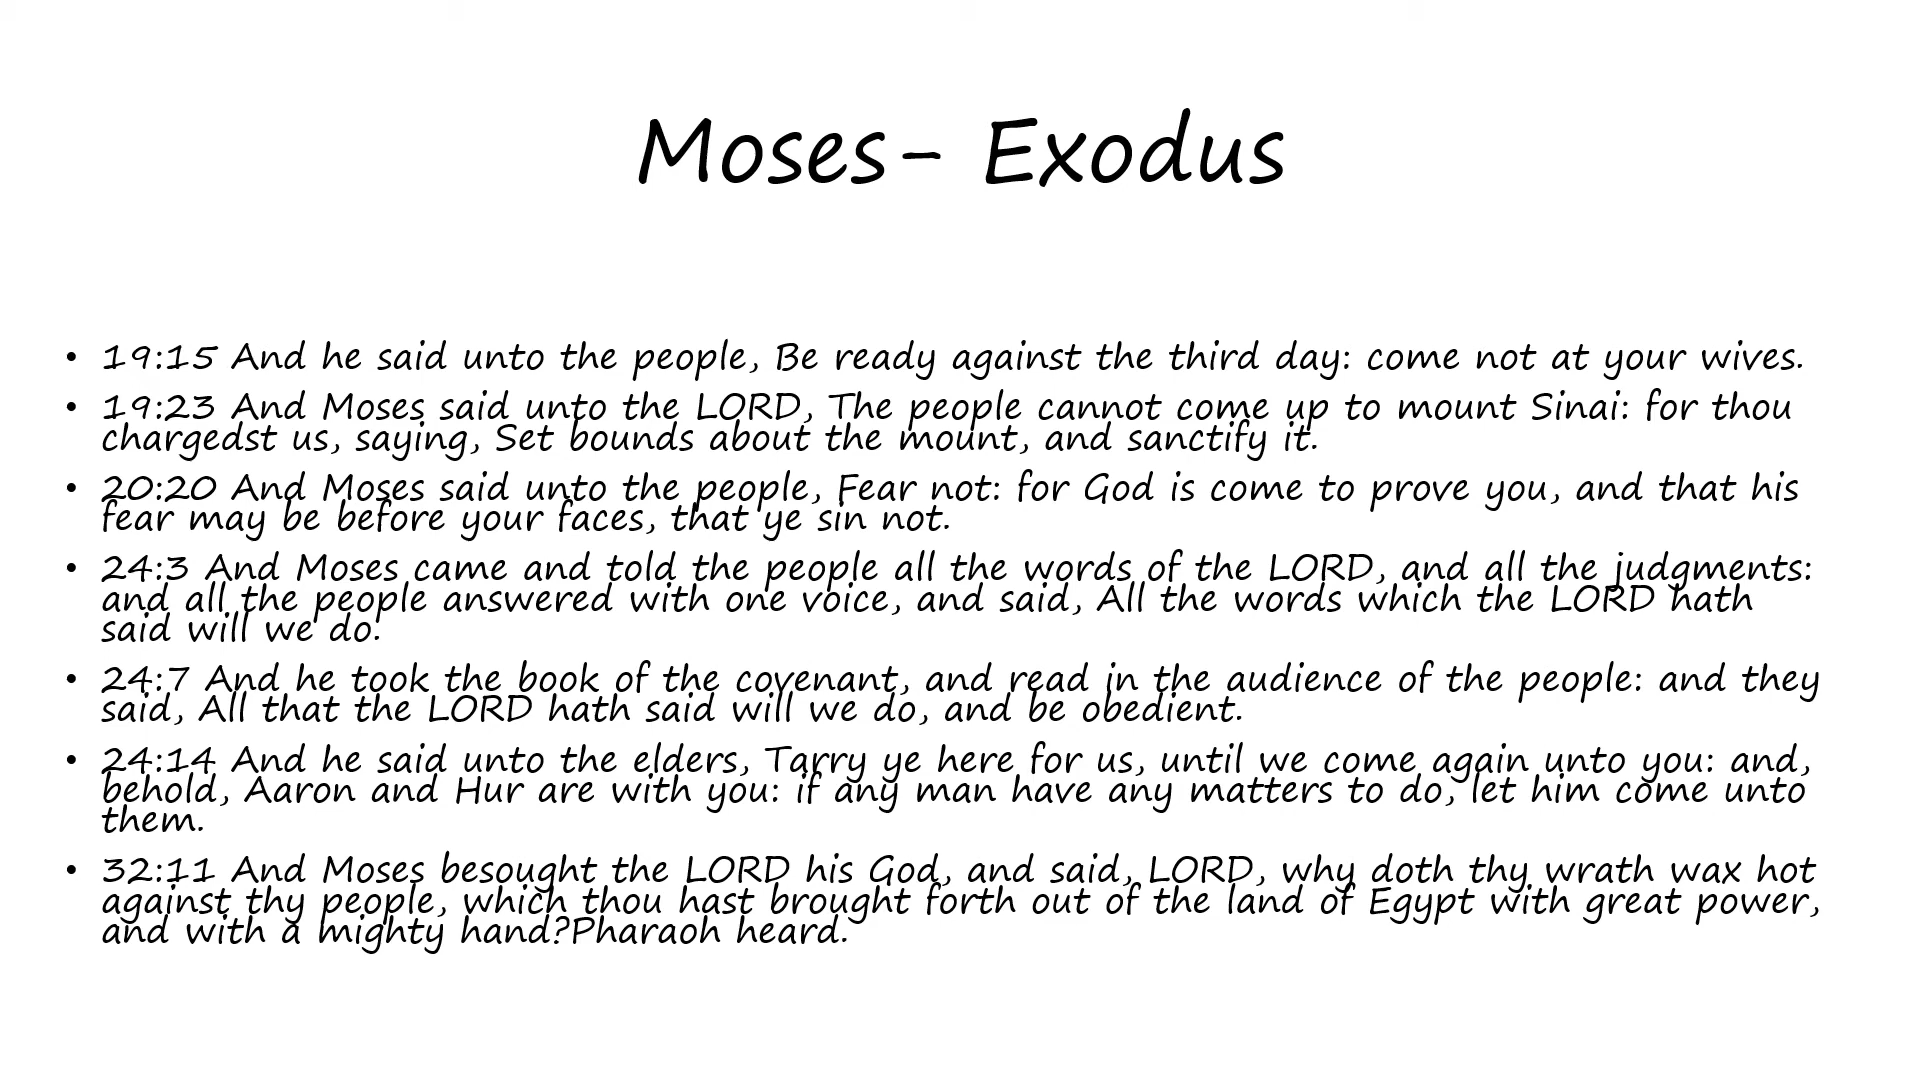 Moses- Exodus
• 19:15 And he said unto the people, Be ready against the third day: come not at your wives.
• 19:23 And Moses said unto the LORD, The people cannot come up to mount Sinai: for thou
chargedst us, saying, Set bounds about the mount, and sanctify it.
• 20:20 And Moses said unto the people, Fear not: for God is come to prove you, and that his
fear may be before your faces, that ye sin not.
• 24:3 And Moses came and told the people all the words of the LORD, and all the judgments:
and all the people answered with one voice, and said, All the words which the LORD hath
said will we do.
• 24:7 And he took the book of the covenant, and read in the audience of the people: and they
said, All that the LORD hath said will we do, and be obedient.
• 24:14 And he said unto the elders, Tarry ye here for us, until we come again unto you: and,
behold, Aaron and Hur are with you: if any man have any matters to do, let him come unto
them.
• 32:11 And Moses besought the LORD his God, and said, LORD, why doth thy wrath wax hot
against thy people, which thou hast brought forth out of the land of Egypt with great power,
and with a mighty hand?Pharaoh heard.